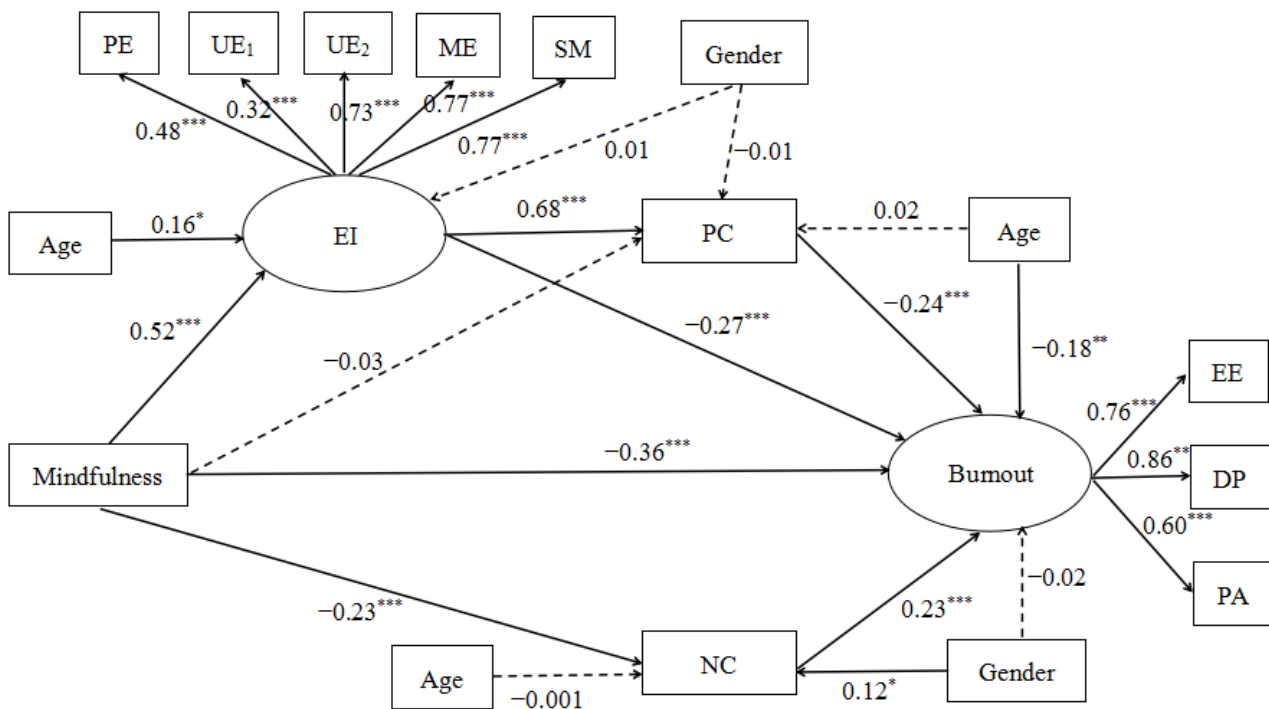 PE
UE₁
UE₂
ME
SM
Gender
0.48***
0.32***
0.73***
0.77***
0.77***
0.01
−0.01
Age
0.16*
EI
0.68***
PC
0.02
Age
0.52***
−0.03
−0.27***
−0.24***
−0.18**
EE
0.76***
Mindfulness
−0.36***
Burnout
0.86**
DP
0.60***
PA
−0.23***
0.23***
−0.02
Age
−0.001
NC
0.12*
Gender